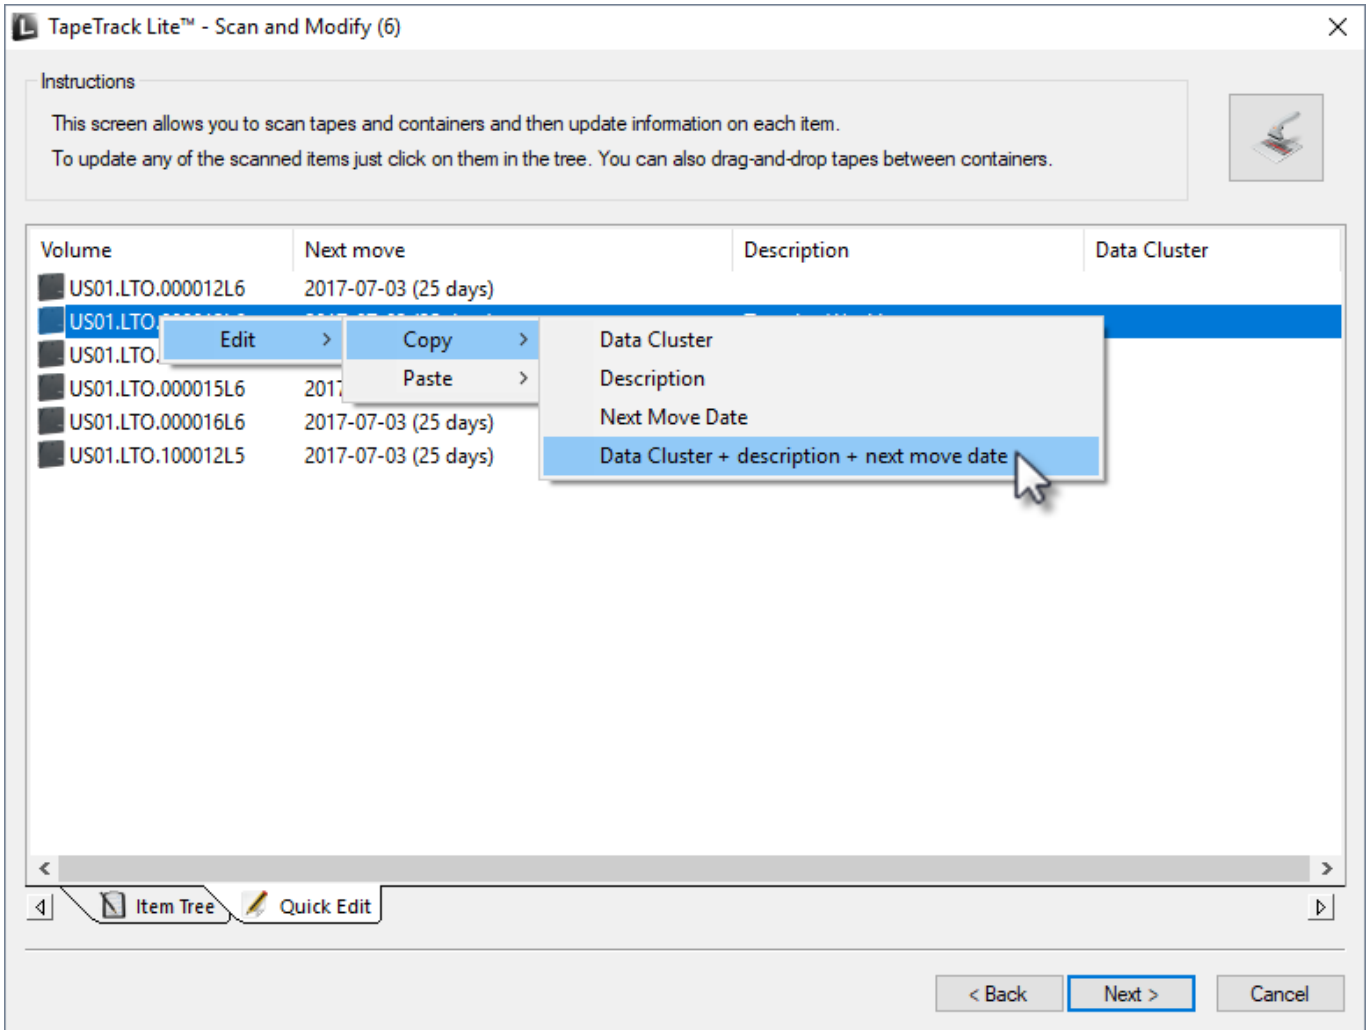 TapeTrack Lite™ - Scan and Modify (6)
Instructions
This screen allows you to scan tapes and containers and then update information on each item.
To update any of the scanned items just click on them in the tree. You can also drag-and-drop tapes between containers.
Volume Next move Description Data Cluster
US01.LTO.000012L6 2017-07-03 (25 days)
US01.LTO.
Edit Copy Data Cluster
US01.LTO.
Paste Description
US01.LTO.000015L6 2017
Next Move Date
US01.LTO.000016L6 2017-07-03 (25 days)
US01.LTO.100012L5 2017-07-03 (25 days) Data Cluster + description + next move date
Item Tree Quick Edit
< Back Next > Cancel